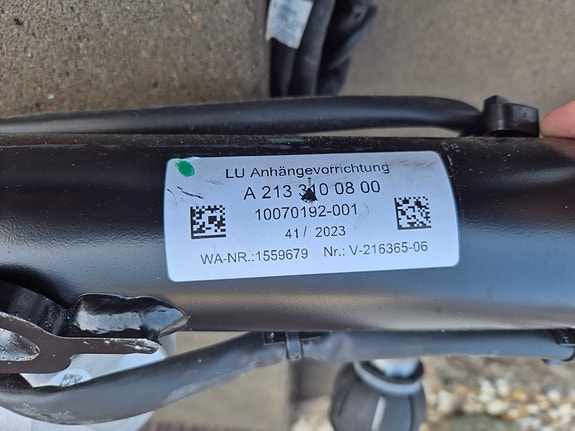 LU Anhängevorrichtung
A 213 310 08 00
10070192-001
41/ 2023
WA-NR.:1559679 Nr.: V-216365-06